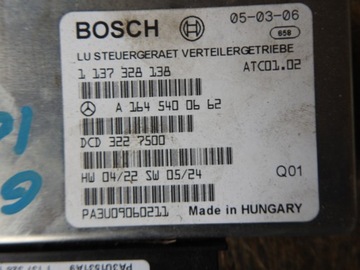 BOSCH 05-03-06
658
LU STEUERGERAET VERTEILERGETRIEBE
1 137 328 138 ATC01.02
A 164 540 06 62
DCD 322 7500
HW 04/22 SW 05/24 Q01
PA3U09060211 Made in HUNGARY
PA3U1531TA9